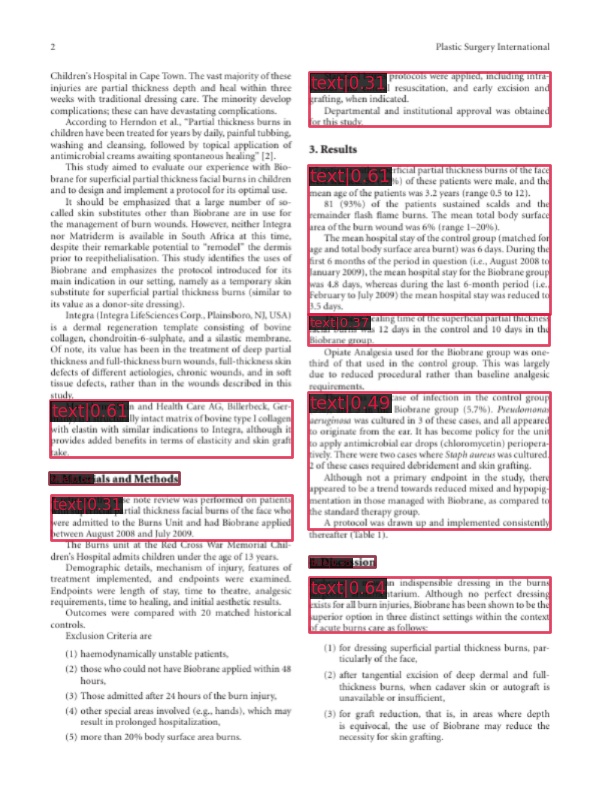 2
Plastic Surgery International
Children's Hospital in Cape Town. The vast majority of these
injuries are partial thickness depth and heal within three
weeks with traditional dressing care. The minority develop
complications; these can have devastating complications.
According to Herndon et al., "Partial thickness burns in
children have been treated for years by daily, painful tubbing,
washing and cleansing, followed by topical application of
antimicrobial creams awaiting spontaneous healing" [2].
This study aimed to evaluate our experience with Bio-
brane for superficial partial thickness facial burns in children
and to design and implement a protocol for its optimal use.
It should be emphasized that a large number of so-
called skin substitutes other than Biobrane are in use for
the management of burn wounds. However, neither Integra
nor Matriderm is available in South Africa at this time,
despite their remarkable potential to "remodel" the dermis
prior to reepithelialisation. This study identifies the uses of
Biobrane and emphasizes the protocol introduced for its
main indication in our setting, namely as a temporary skin
substitute for superficial partial thickness burns (similar to
its value as a donor-site dressing).
Integra (Integra LifeSciences Corp., Plainsboro, NJ, USA)
is a dermal regeneration template consisting of bovine
collagen, chondroitin-6-sulphate, and a silastic membrane.
Of note, its value has been in the treatment of deep partial
thickness and full-thickness burn wounds, full-thickness skin
defects of different aetiologies, chronic wounds, and in soft
tissue defects, rather than in the wounds described in this
study.
text|0.61 n and Health Care AG, Billerbeck, Ger-
lly intact matrix of bovine type I collagen
with elastin with similar indications to Integra, although it
provides added benefits in terms of elasticity and skin graft
take.
ials and Methods
text|0.31 e note review was performed on patients
rtial thickness facial burns of the face who
were admitted to the Burns Unit and had Biobrane applied
between August 2008 and July 2009.
The Burns unit at the Red Cross War Memorial Chil-
dren's Hospital admits children under the age of 13 years.
Demographic details, mechanism of injury, features of
treatment implemented, and endpoints were examined.
Endpoints were length of stay, time to theatre, analgesic
requirements, time to healing, and initial aesthetic results.
Outcomes were compared with 20 matched historical
controls.
Exclusion Criteria are
(1) haemodynamically unstable patients,
(2) those who could not have Biobrane applied within 48
hours,
(3) Those admitted after 24 hours of the burn injury,
(4) other special areas involved (e.g., hands), which may
result in prolonged hospitalization,
(5) more than 20% body surface area burns.
text|0.31 protocols were applied, including intra-
resuscitation, and early excision and
grafting, when indicated.
Departmental and institutional approval was obtained
for this study.
3. Results
text|0.61 rficial partial thickness burns of the face
%) of these patients were male, and the
mean age of the patients was 3.2 years (range 0.5 to 12).
81 (93%) of the patients sustained scalds and the
remainder flash flame burns. The mean total body surface
area of the burn wound was 6% (range 1–20%).
The mean hospital stay of the control group (matched for
age and total body surface area burnt) was 6 days. During the
first 6 months of the period in question (i.e., August 2008 to
January 2009), the mean hospital stay for the Biobrane group
was 4.8 days, whereas during the last 6-month period (i.e.,
February to July 2009) the mean hospital stay was reduced to
3.5 days.
text|0.37 ealing time of the superficial partial thickness
facial burns was 12 days in the control and 10 days in the
Biobrane group.
Opiate Analgesia used for the Biobrane group was one-
third of that used in the control group. This was largely
due to reduced procedural rather than baseline analgesic
requirements.
text|0.49 ase of infection in the control group
Biobrane group (5.7%). Pseudomonas
aeruginosa was cultured in 3 of these cases, and all appeared
to originate from the ear. It has become policy for the unit
to apply antimicrobial ear drops (chloromycetin) periopera-
tively. There were two cases where Staph aureus was cultured.
2 of these cases required debridement and skin grafting.
Although not a primary endpoint in the study, there
appeared to be a trend towards reduced mixed and hypopig-
mentation in those managed with Biobrane, as compared to
the standard therapy group.
A protocol was drawn up and implemented consistently
thereafter (Table 1).
ssion
text|0.64 n indispensible dressing in the burns
ntarium. Although no perfect dressing
exists for all burn injuries, Biobrane has been shown to be the
superior option in three distinct settings within the context
of acute burns care as follows:
(1) for dressing superficial partial thickness burns, par-
ticularly of the face,
(2) after tangential excision of deep dermal and full-
thickness burns, when cadaver skin or autograft is
unavailable or insufficient,
(3) for graft reduction, that is, in areas where depth
is equivocal, the use of Biobrane may reduce the
necessity for skin grafting.